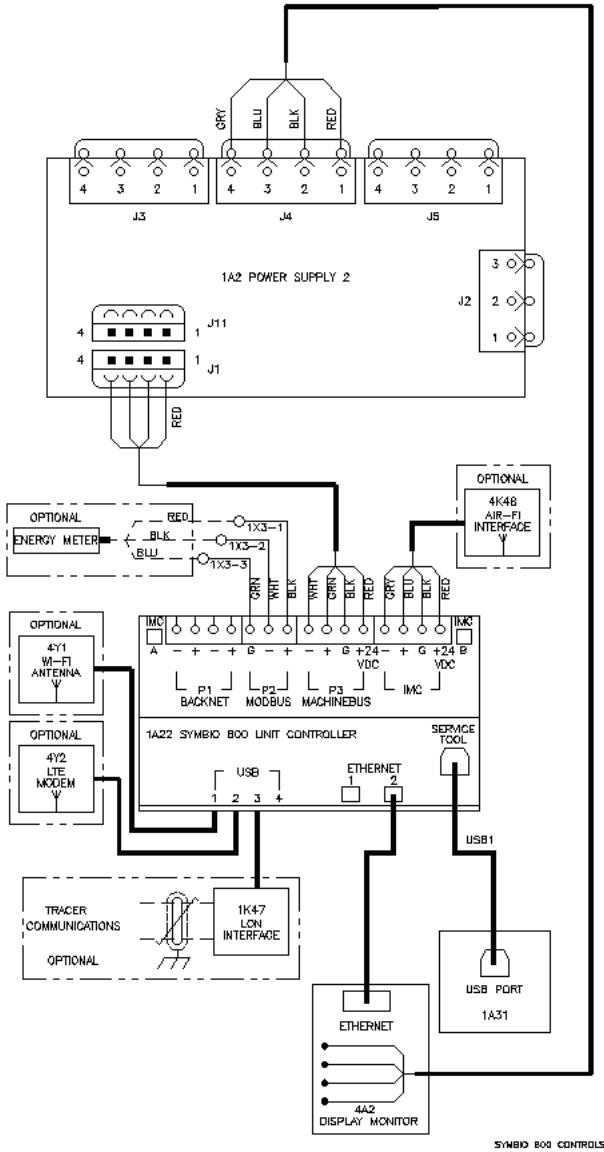 GRY
BLU
BLK
RED
4 3 2 1
4 3 2 1
4 3 2 1
J3
J4
J5
1A2 POWER SUPPLY 2
3
J2
2
1
J11
4 1
4 1
J1
RED
OPTIONAL
4K48
AIR-FI
INTERFACE
OPTIONAL
ENERGY METER
RED
BLK
BLU
1X3-1
1X3-2
1X3-3
GRN
WHT
BLK
WHT
GRN
BLK
RED
GRY
BLU
BLK
RED
IMC
A
- + - +
G - +
- + G +24
VDC
- + G +24
VDC
IMC
B
P1
BACKNET
P2
MODBUS
P3
MACHINEBUS
IMC
OPTIONAL
4Y1
WI-FI
ANTENNA
OPTIONAL
4Y2
LTE
MODEM
1A22 SYMBIO 800 UNIT CONTROLLER
SERVICE
TOOL
USB
1 2 3 4
ETHERNET
1 2
USB1
TRACER
COMMUNICATIONS
OPTIONAL
1K47
LON
INTERFACE
USB PORT
1A31
ETHERNET
4A2
DISPLAY MONITOR
SYMBIO 800 CONTROLS